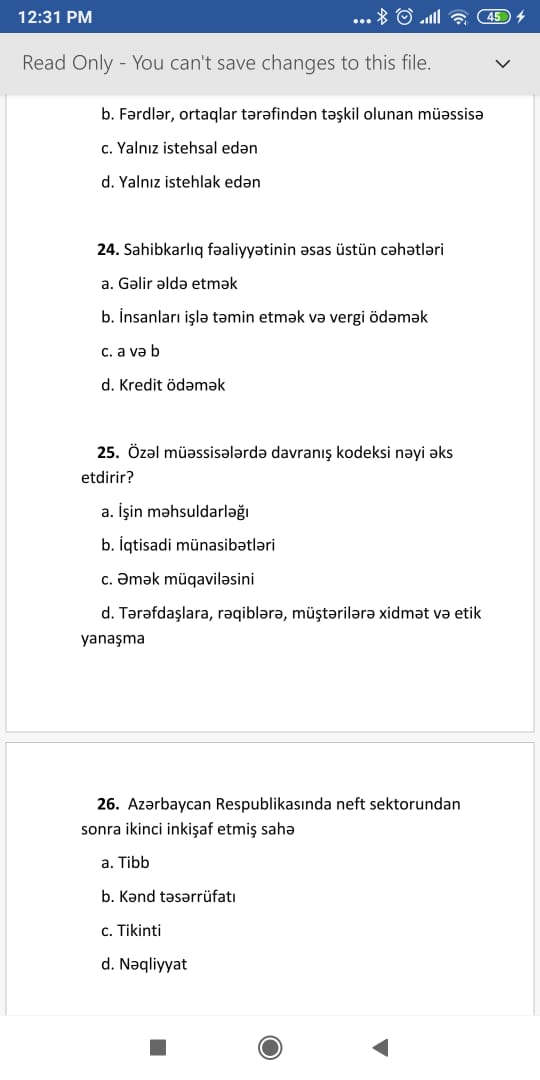 12:31 PM
45
Read Only - You can't save changes to this file.
b. Fərdlər, ortaqlar tərəfindən təşkil olunan müəssisə
c. Yalnız istehsal edən
d. Yalnız istehlak edən
24. Sahibkarlıq fəaliyyətinin əsas üstün cəhətləri
a. Gəlir əldə etmək
b. İnsanları işlə təmin etmək və vergi ödəmək
c. a və b
d. Kredit ödəmək
25. Özəl müəssisələrdə davranış kodeksi nəyi əks
etdirir?
a. İşin məhsuldarləğı
b. İqtisadi münasibətləri
c. Əmək müqaviləsini
d. Tərəfdaşlara, rəqiblərə, müştərilərə xidmət və etik
yanaşma
26. Azərbaycan Respublikasında neft sektorundan
sonra ikinci inkişaf etmiş sahə
a. Tibb
b. Kənd təsərrüfatı
c. Tikinti
d. Nəqliyyat